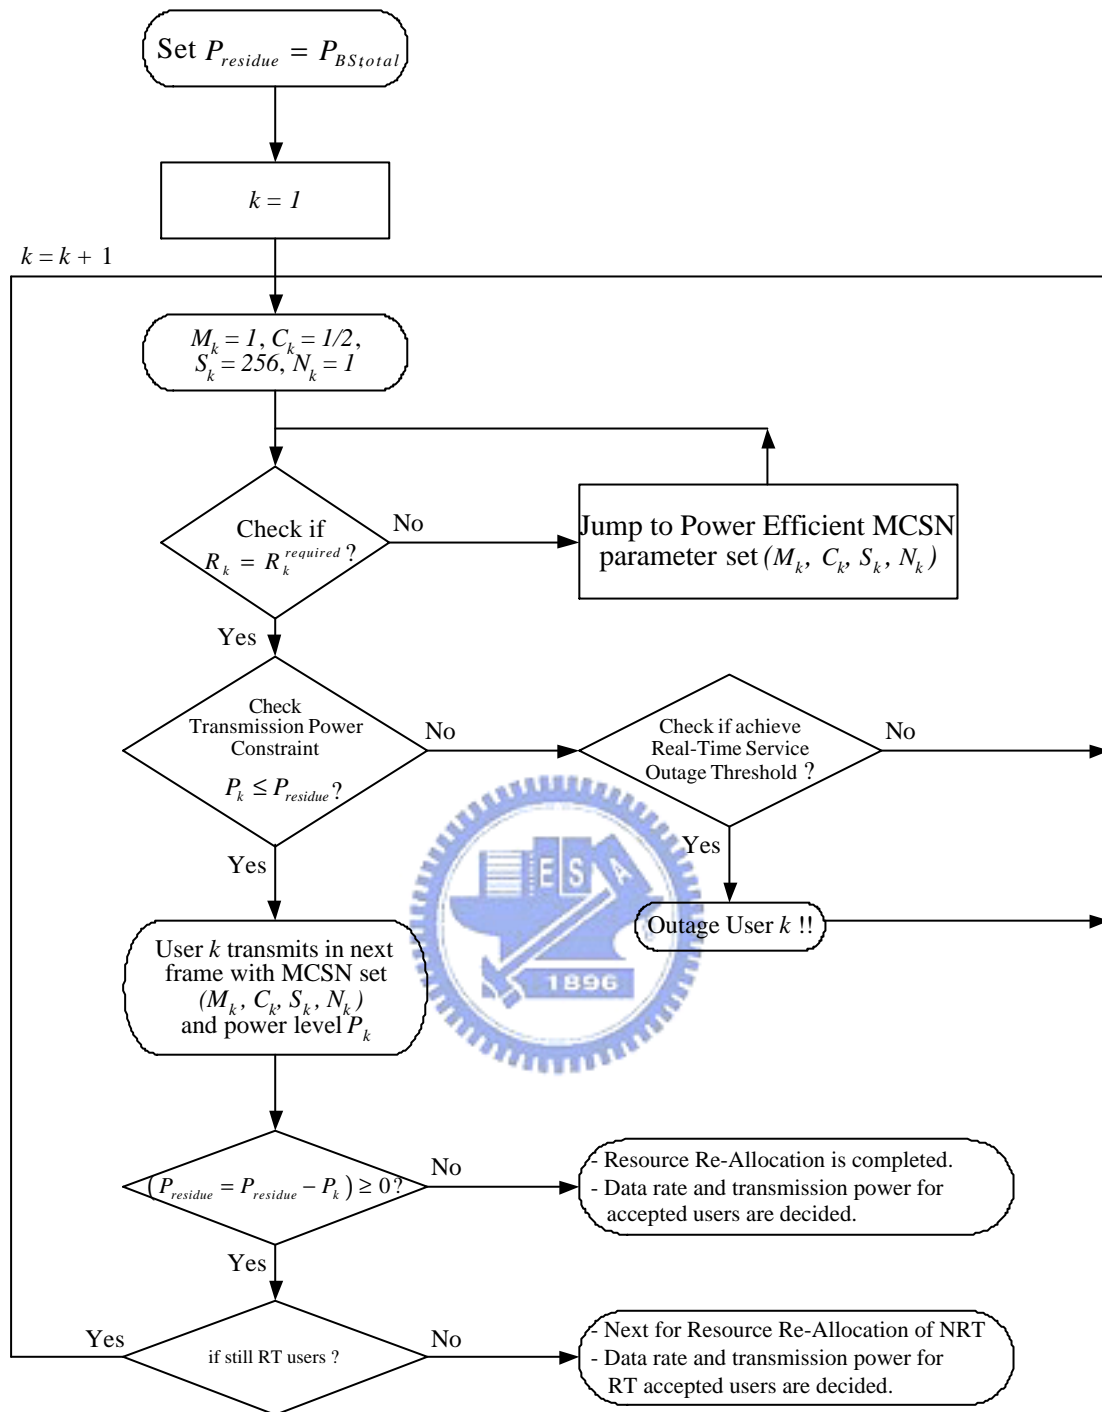 Set P_residue = P_BS,total
k = 1
k = k + 1
M_k = 1, C_k = 1/2,
S_k = 256, N_k = 1
Check if
R_k = R_k^required ?
No
Jump to Power Efficient MCSN
parameter set (M_k, C_k, S_k, N_k)
Yes
Check
Transmission Power
Constraint
P_k ≤ P_residue ?
No
Check if achieve
Real-Time Service
Outage Threshold ?
No
Yes
Yes
Outage User k !!
User k transmits in next
frame with MCSN set
(M_k, C_k, S_k, N_k)
and power level P_k
E S A
1896
(P_residue = P_residue − P_k) ≥ 0 ?
No
- Resource Re-Allocation is completed.
- Data rate and transmission power for
accepted users are decided.
Yes
if still RT users ?
Yes
No
- Next for Resource Re-Allocation of NRT
- Data rate and transmission power for
RT accepted users are decided.